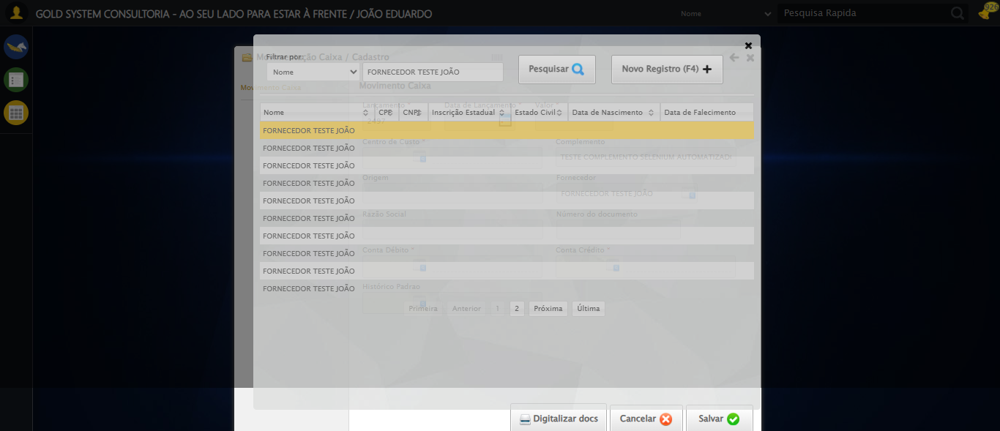 GOLD SYSTEM CONSULTORIA - AO SEU LADO PARA ESTAR À FRENTE / JOÃO EDUARDO
Nome
Pesquisa Rapida
926
Filtrar por:
Caixa / Cadastro
Nome
FORNECEDOR TESTE JOÃO
Pesquisar
Novo Registro (F4)
Movimento Caixa
Movimento Caixa
Lançamento *
Data de Lançamento *
Valor *
Nome
CPF
CNPJ
Inscrição Estadual
Estado Civil
Data de Nascimento
Data de Falecimento
2497
FORNECEDOR TESTE JOÃO
Centro de Custo *
Complemento
FORNECEDOR TESTE JOÃO
TESTE COMPLEMENTO SELENIUM AUTOMATIZAD
FORNECEDOR TESTE JOÃO
Origem
Fornecedor
FORNECEDOR TESTE JOÃO
FORNECEDOR TESTE JOÃO
FORNECEDOR TESTE JOÃO
Razão Social
Número do documento
FORNECEDOR TESTE JOÃO
FORNECEDOR TESTE JOÃO
Conta Débito *
Conta Crédito *
FORNECEDOR TESTE JOÃO
FORNECEDOR TESTE JOÃO
Histórico Padrao
FORNECEDOR TESTE JOÃO
Primeira
Anterior
1
2
Próxima
Última
Digitalizar docs
Cancelar
Salvar